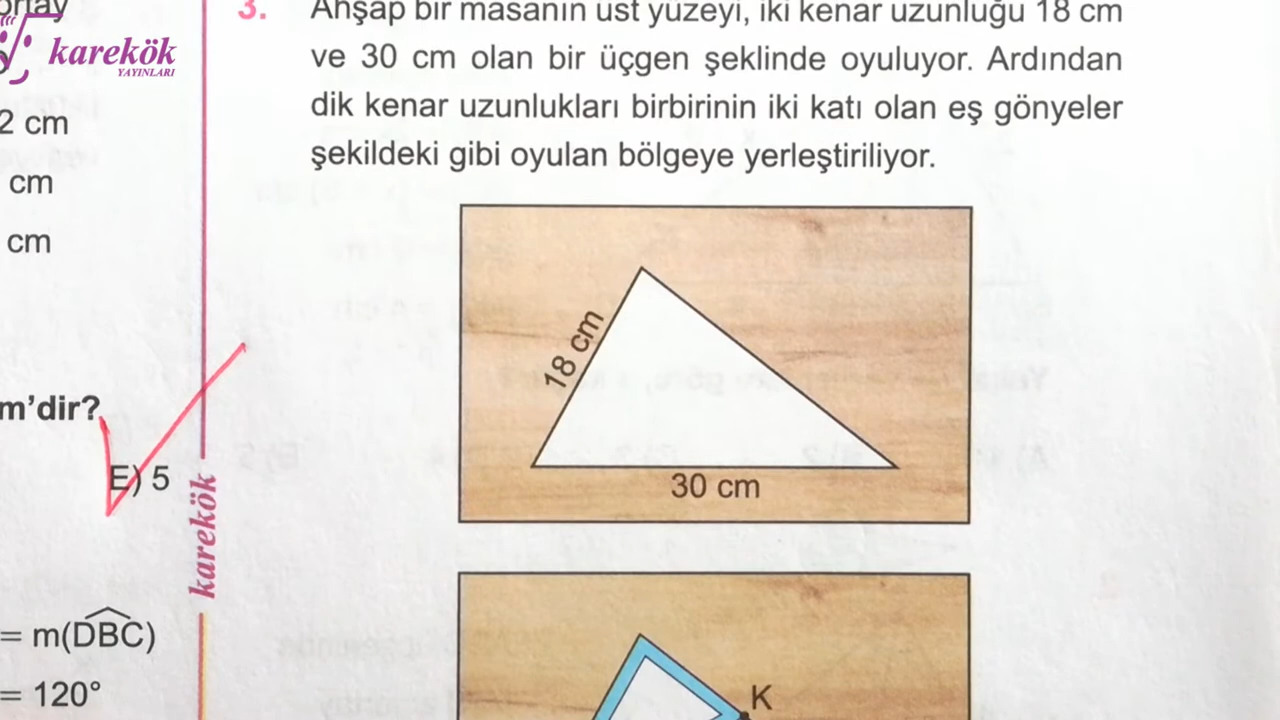 karekök
YAYINLARI
2 cm
cm
cm
m'dir?
E) 5
karekök
= m(DBC)
= 120°
3. Ahşap bir masanın üst yüzeyi, iki kenar uzunluğu 18 cm
ve 30 cm olan bir üçgen şeklinde oyuluyor. Ardından
dik kenar uzunlukları birbirinin iki katı olan eş gönyeler
şekildeki gibi oyulan bölgeye yerleştiriliyor.
18 cm
30 cm
K